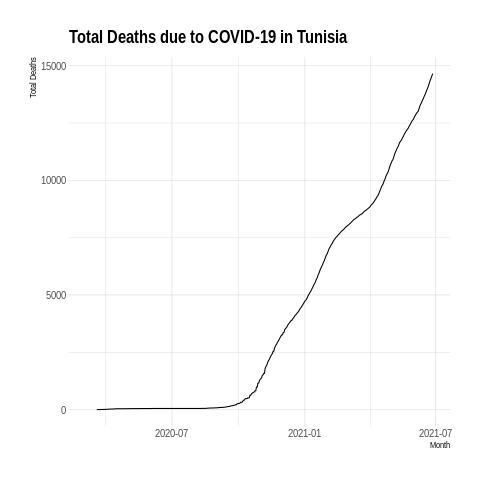 Total Deaths due to COVID-19 in Tunisia
Total Deaths
15000
10000
5000
0
2020-07 2021-01 2021-07
Month